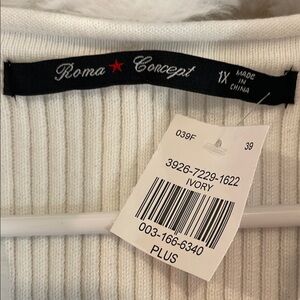 Roma ★ Concept 1X MADE
IN
CHINA
039F 39
3926-7229-1622
IVORY
003-166-6340
PLUS